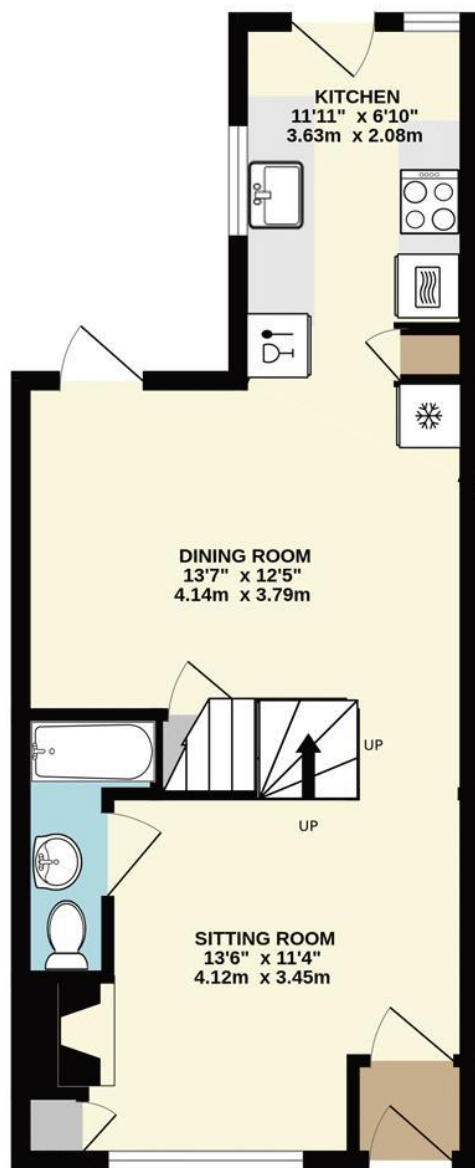 KITCHEN
11'11" x 6'10"
3.63m x 2.08m
DINING ROOM
13'7" x 12'5"
4.14m x 3.79m
UP
UP
SITTING ROOM
13'6" x 11'4"
4.12m x 3.45m